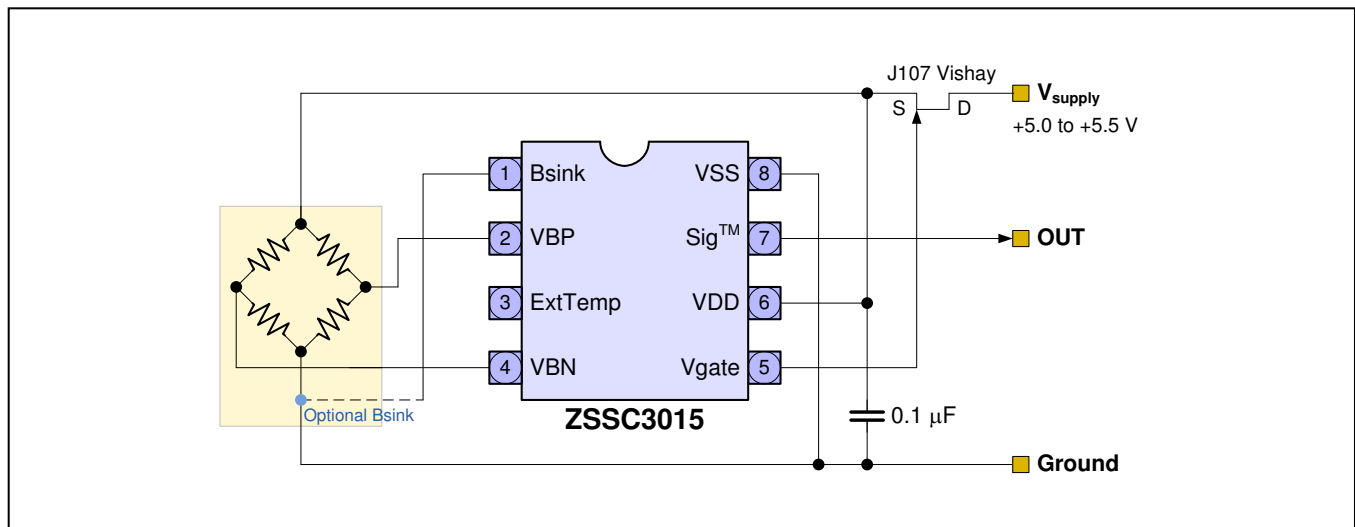 J107 Vishay
S
D
Vsupply
+5.0 to +5.5 V
1 Bsink
VSS 8
2 VBP
Sig™ 7
OUT
3 ExtTemp
VDD 6
4 VBN
Vgate 5
Optional Bsink
ZSSC3015
0.1 μF
Ground